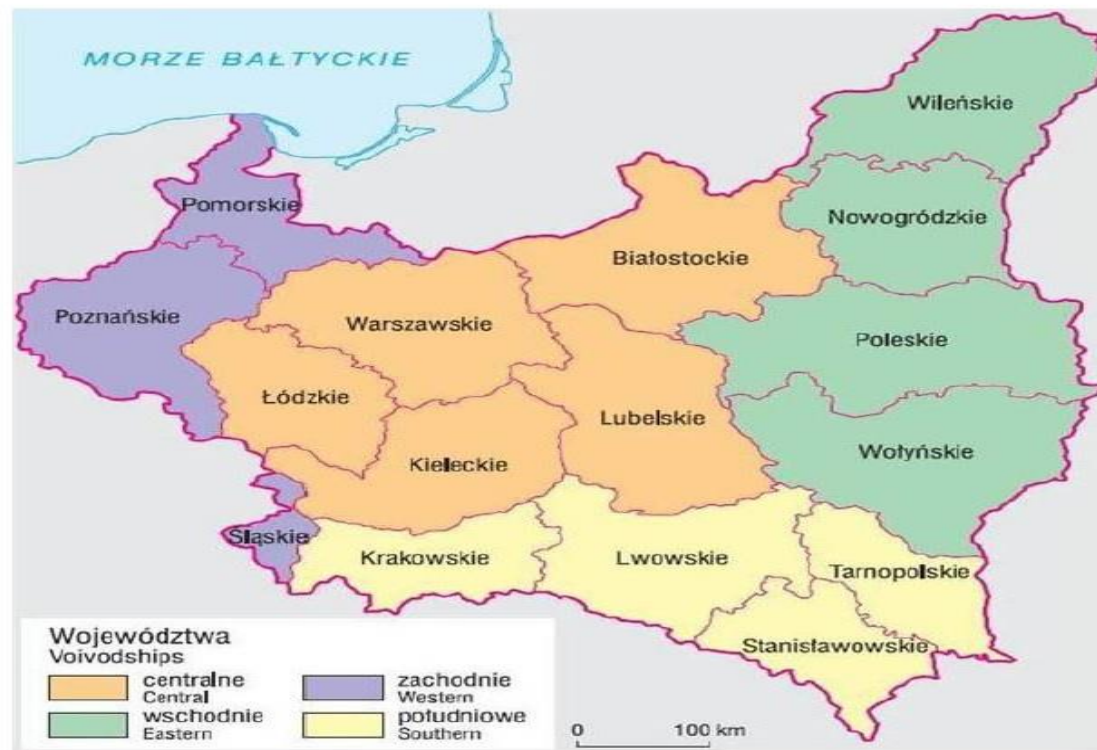 MORZE BAŁTYCKIE
Wileńskie
Pomorskie
Nowogródzkie
Białostockie
Poznańskie
Warszawskie
Poleskie
Łódzkie
Lubelskie
Wołyńskie
Kieleckie
Śląskie
Krakowskie
Lwowskie
Tarnopolskie
Stanisławowskie
Województwa
Voivodships
centralne
Central
zachodnie
Western
wschodnie
Eastern
południowe
Southern
0 100 km